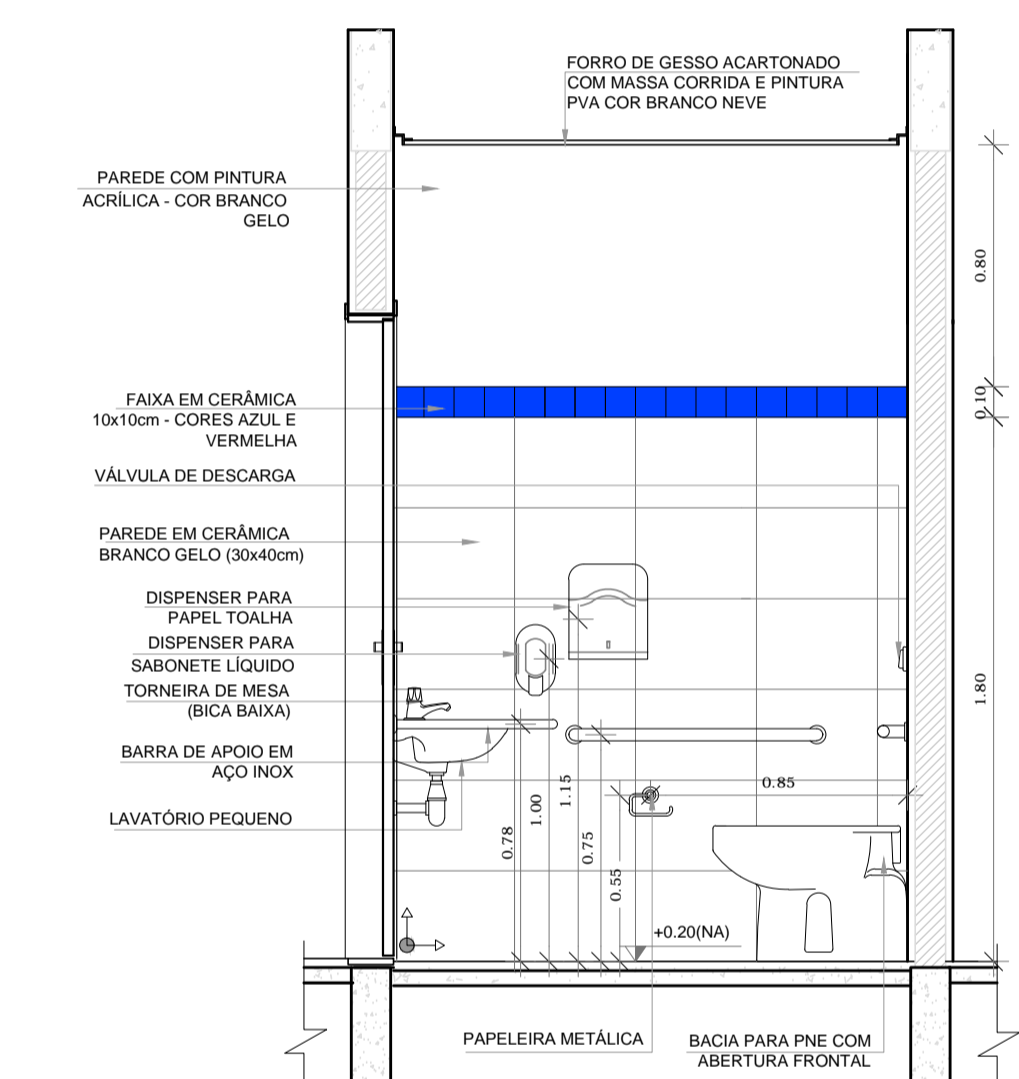 FORRO DE GESSO ACARTONADO
COM MASSA CORRIDA E PINTURA
PVA COR BRANCO NEVE
PAREDE COM PINTURA
ACRÍLICA - COR BRANCO
GELO
0.80
FAIXA EM CERÂMICA
10x10cm - CORES AZUL E
VERMELHA
0.10
VÁLVULA DE DESCARGA
PAREDE EM CERÂMICA
BRANCO GELO (30x40cm)
DISPENSER PARA
PAPEL TOALHA
DISPENSER PARA
SABONETE LÍQUIDO
TORNEIRA DE MESA
(BICA BAIXA)
1.80
BARRA DE APOIO EM
AÇO INOX
LAVATÓRIO PEQUENO
0.78
1.00
1.15
0.75
0.55
0.85
+0.20(NA)
PAPELEIRA METÁLICA
BACIA PARA PNE COM
ABERTURA FRONTAL